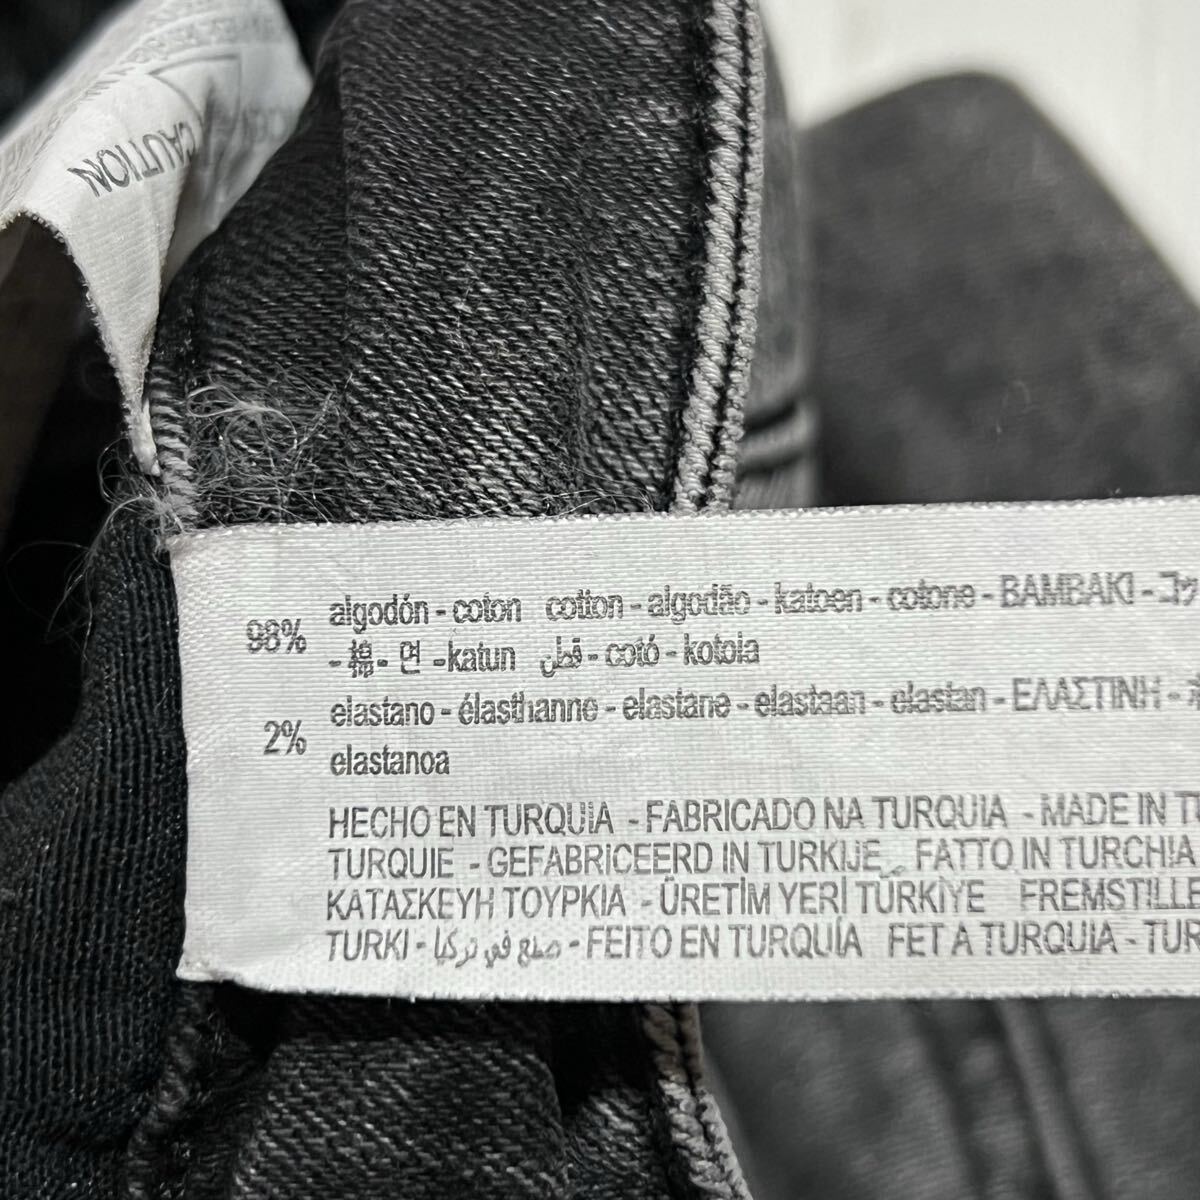 CAUTION
98% algodón - coton cotton - algodão - katoen - cotone - BAMBAKI - コッ
- 棉 - 면 - katun قطن - cotó - kotoia
2% elastano - élasthanne - elastane - elastaan - elastan - ΕΛΑΣΤΙΝΗ -
elastanoa
HECHO EN TURQUIA - FABRICADO NA TURQUIA - MADE IN T
TURQUIE - GEFABRICEERD IN TURKIJE FATTO IN TURCHIA
ΚΑΤΑΣΚΕΥΗ ΤΟΥΡΚΙΑ - ÜRETİM YERİ TÜRKİYE FREMSTILLE
TURKI - صنع في تركيا - FEITO EN TURQUÍA FET A TURQUIA - TUR